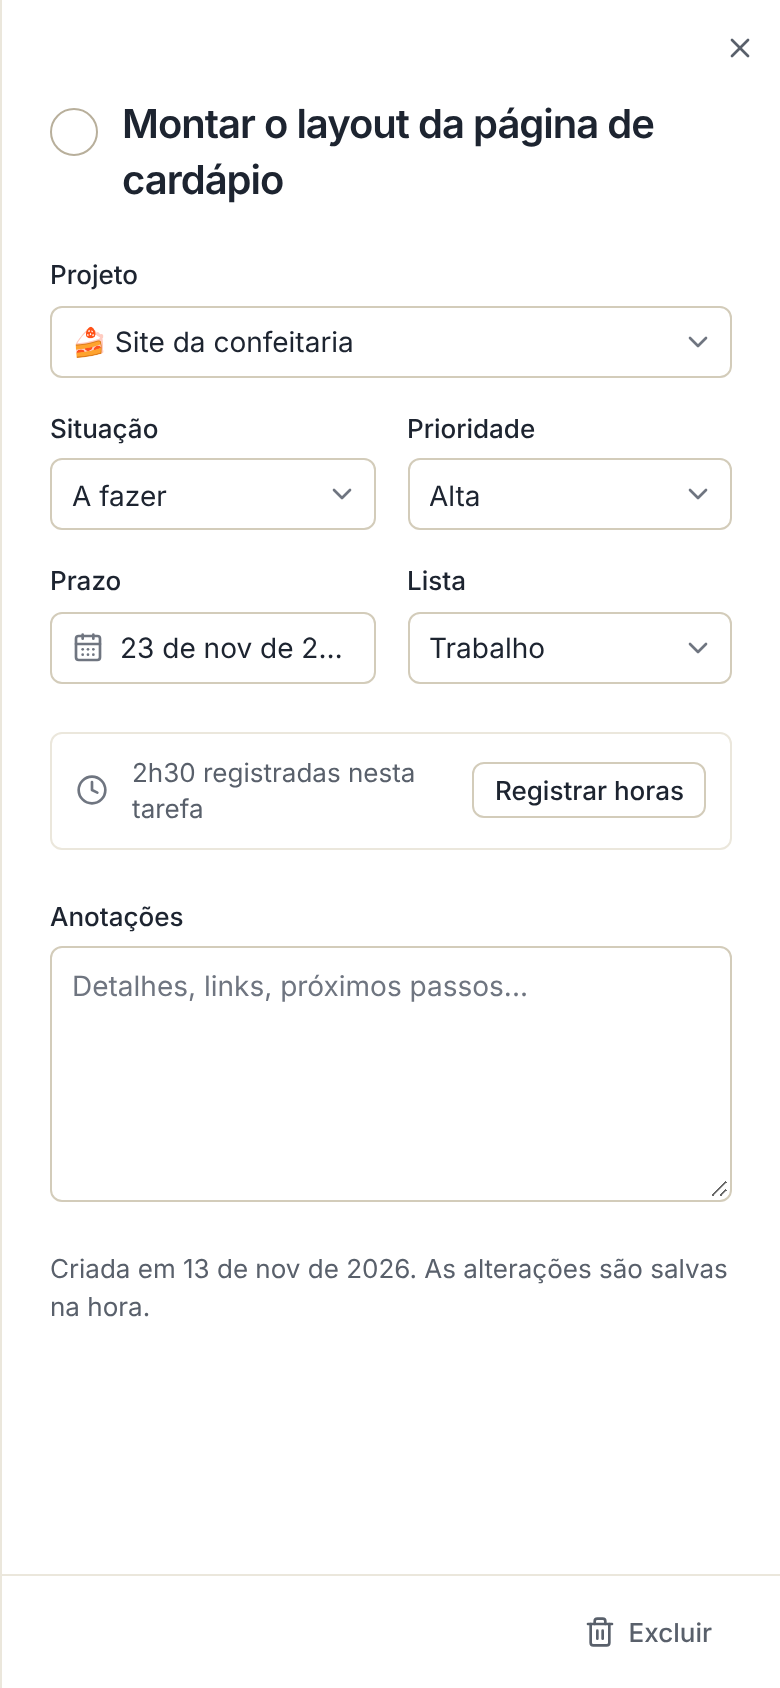 Montar o layout da página de
cardápio
Projeto
Site da confeitaria
Situação
Prioridade
A fazer
Alta
Prazo
Lista
23 de nov de 2...
Trabalho
2h30 registradas nesta
tarefa
Registrar horas
Anotações
Detalhes, links, próximos passos...
Criada em 13 de nov de 2026. As alterações são salvas
na hora.
Excluir